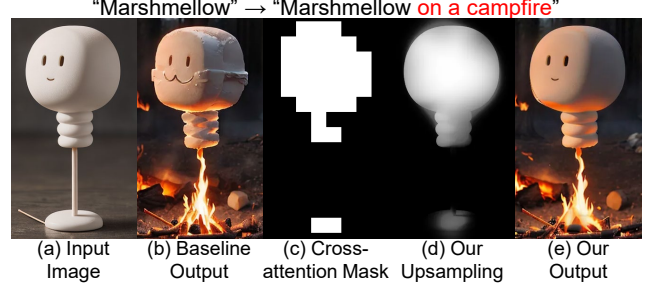 “Marshmellow” → “Marshmellow on a campfire”
(a) Input Image
(b) Baseline Output
(c) Cross-attention Mask
(d) Our Upsampling
(e) Our Output